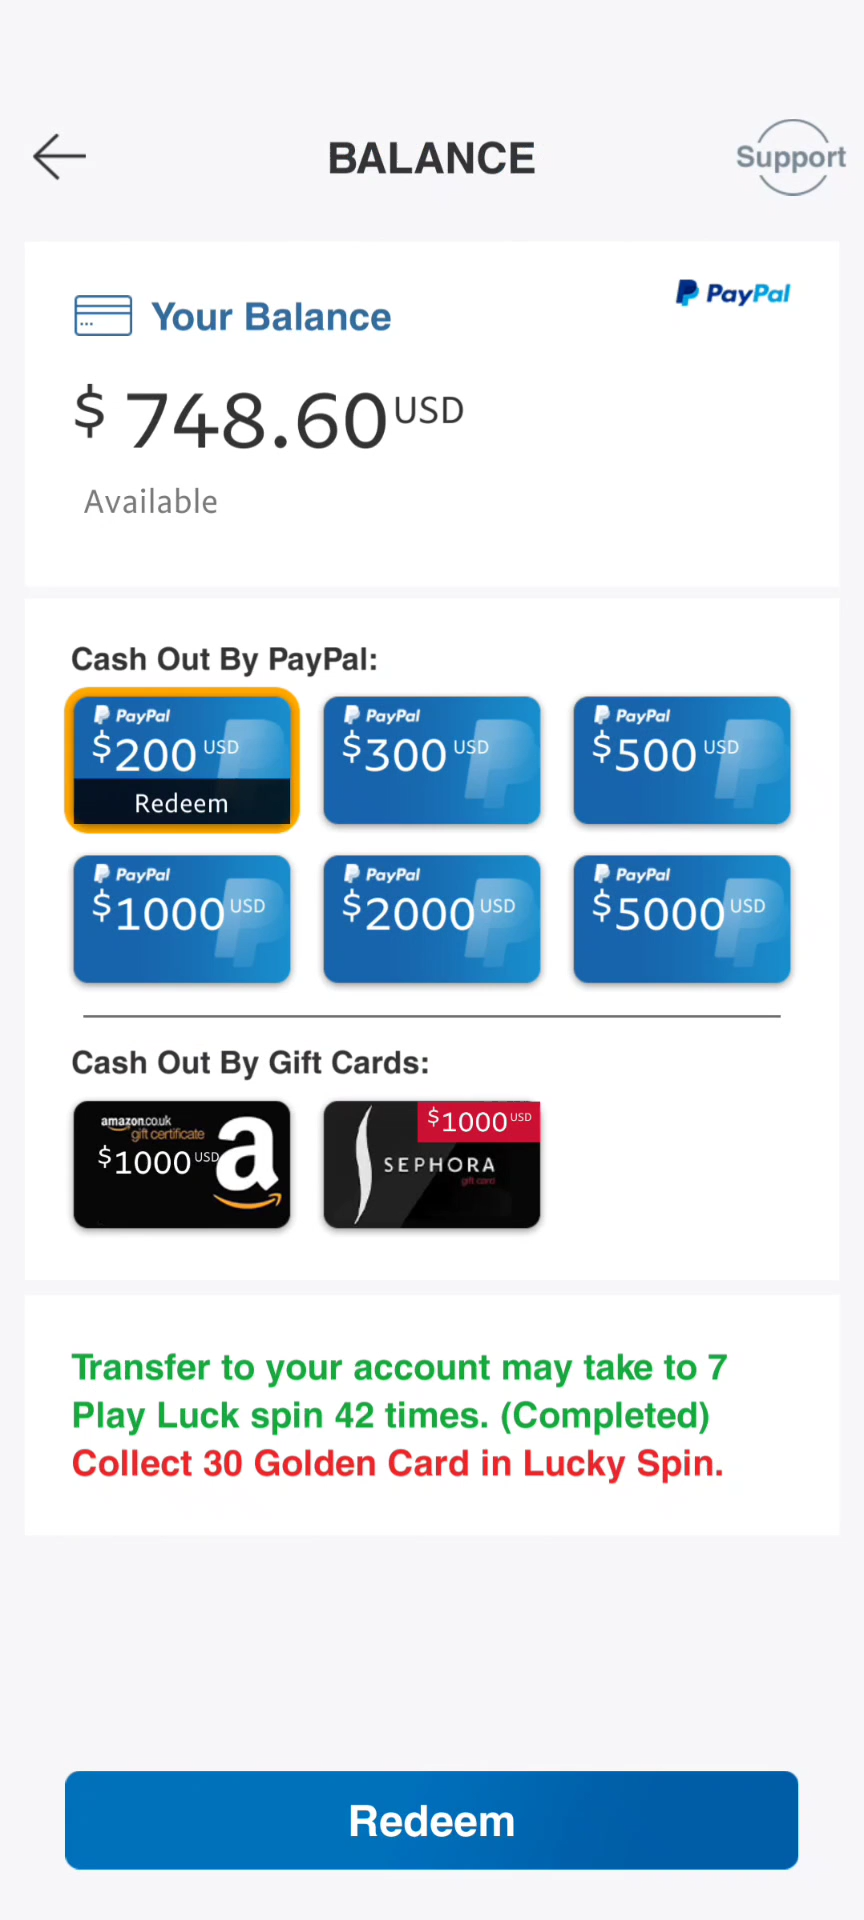 BALANCE
Support
Your Balance
PayPal
$ 748.60 USD
Available
Cash Out By PayPal:
PayPal
$200 USD
Redeem
PayPal
$300 USD
PayPal
$500 USD
PayPal
$1000 USD
PayPal
$2000 USD
PayPal
$5000 USD
Cash Out By Gift Cards:
amazon.co.uk
gift certificate
$1000 USD
$1000 USD
SEPHORA
gift card
Transfer to your account may take to 7
Play Luck spin 42 times. (Completed)
Collect 30 Golden Card in Lucky Spin.
Redeem